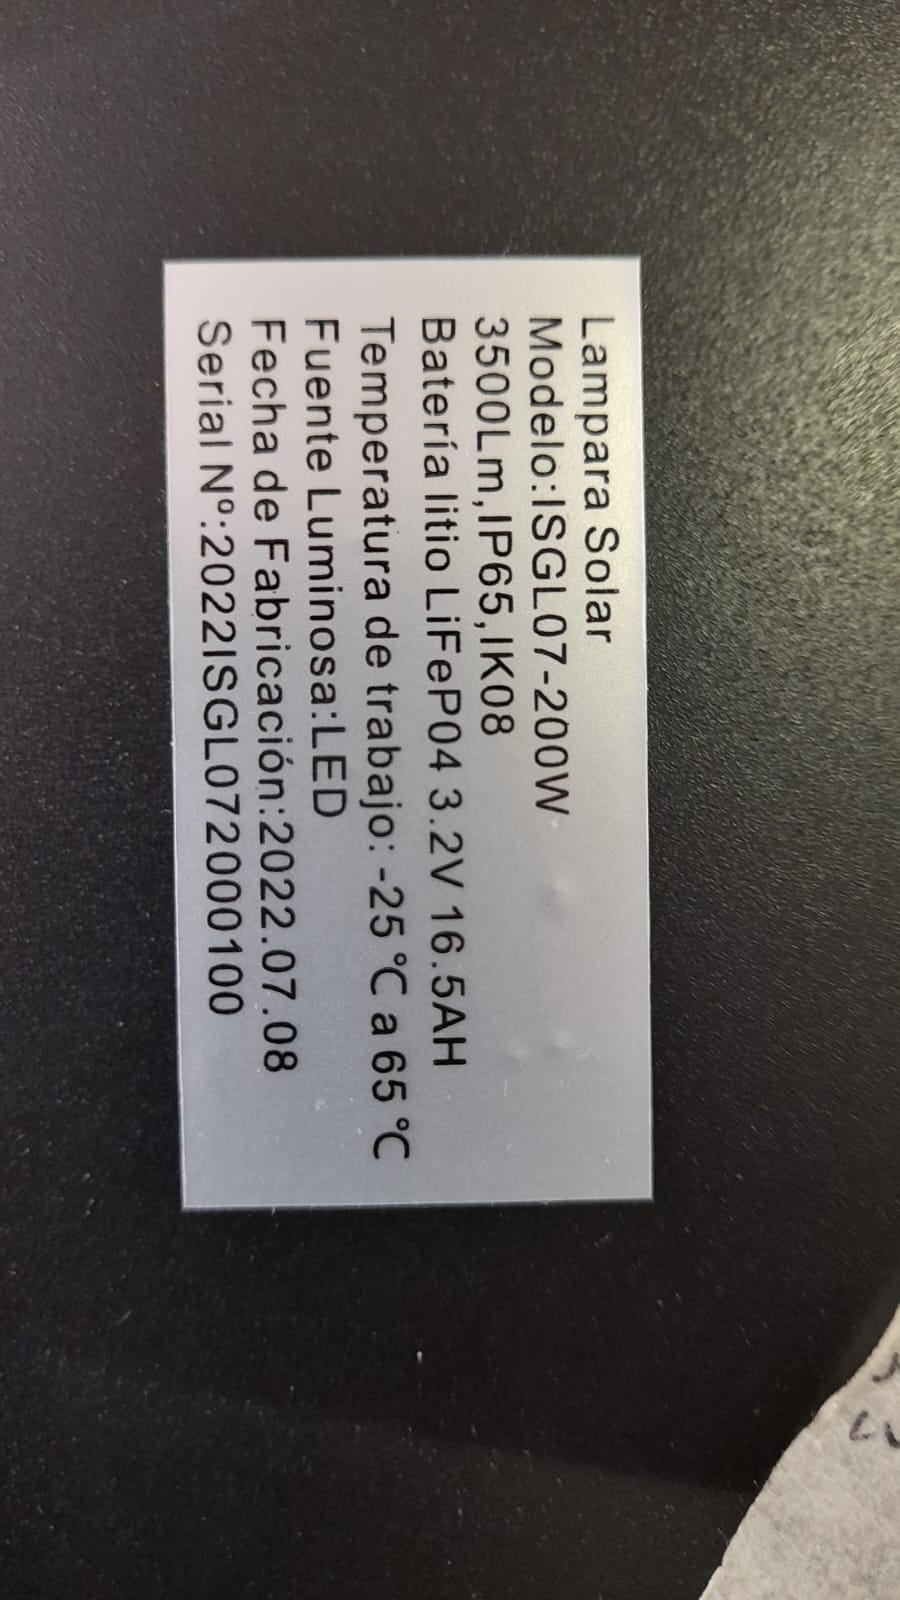 Lampara Solar
Modelo:ISGL07-200W
3500Lm,IP65,IK08
Batería litio LiFeP04 3.2V 16.5AH
Temperatura de trabajo: -25 ℃ a 65 ℃
Fuente Luminosa:LED
Fecha de Fabricación:2022.07.08
Serial Nº:2022ISGL072000100